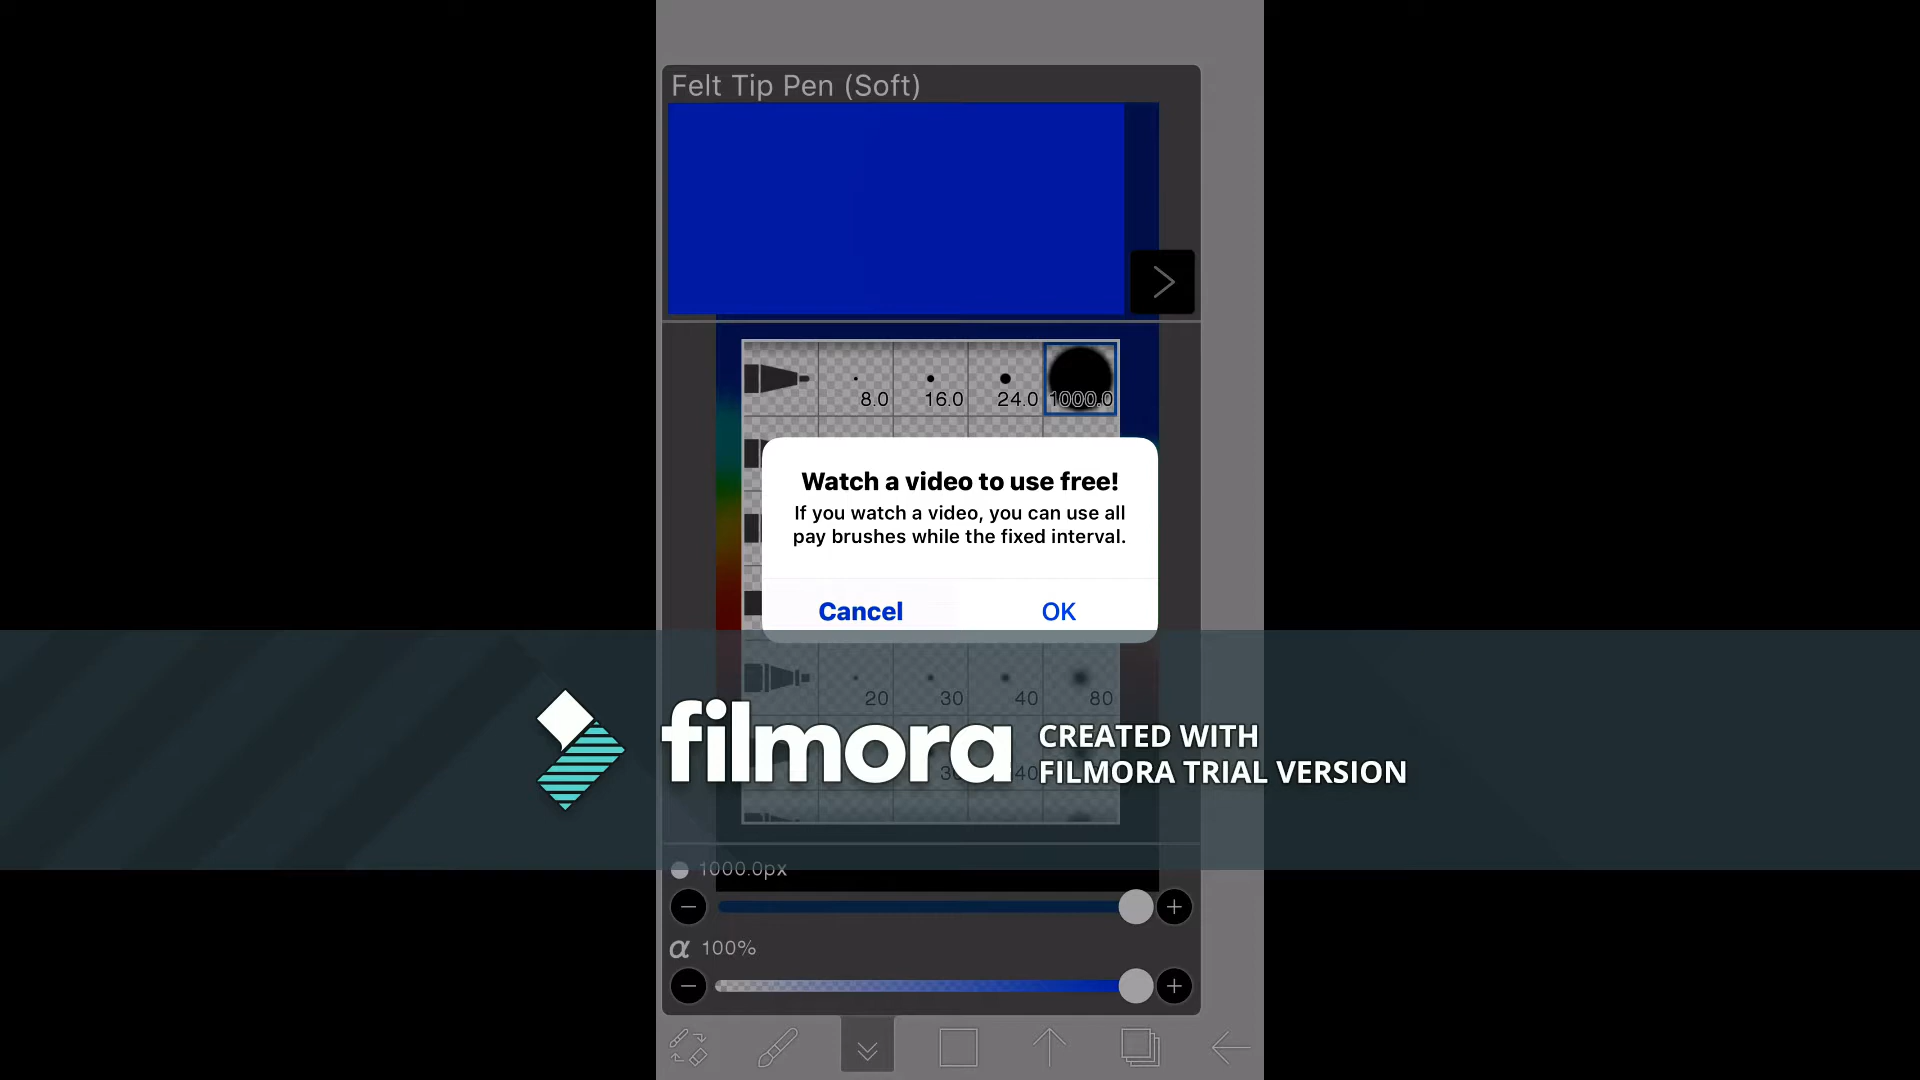 Felt Tip Pen (Soft)
8.0 16.0 24.0 1000.0
Watch a video to use free!
If you watch a video, you can use all
pay brushes while the fixed interval.
Cancel OK
20 30 40 80
filmora CREATED WITH
FILMORA TRIAL VERSION
1000.0px
α 100%